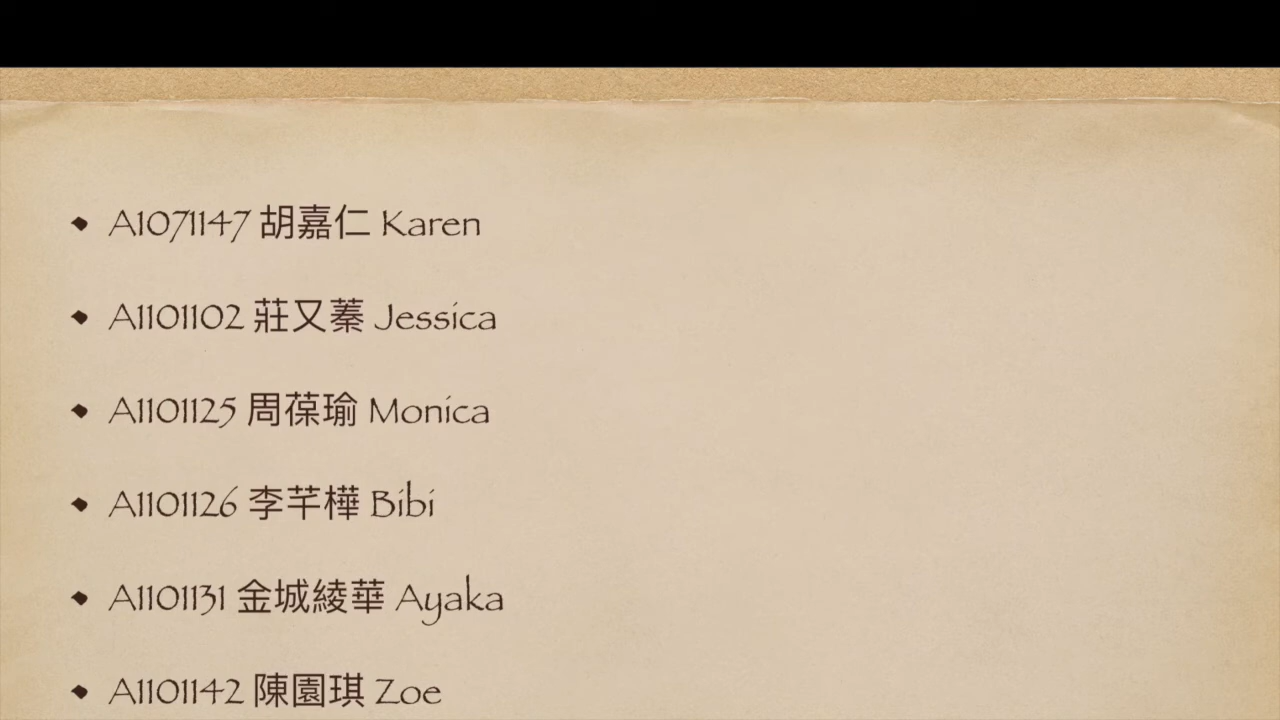 • A1071147 胡嘉仁 Karen
• A1101102 莊又蓁 Jessica
• A1101125 周葆瑜 Monica
• A1101126 李芊樺 Bibi
• A1101131 金城綾華 Ayaka
• A1101142 陳園琪 Zoe